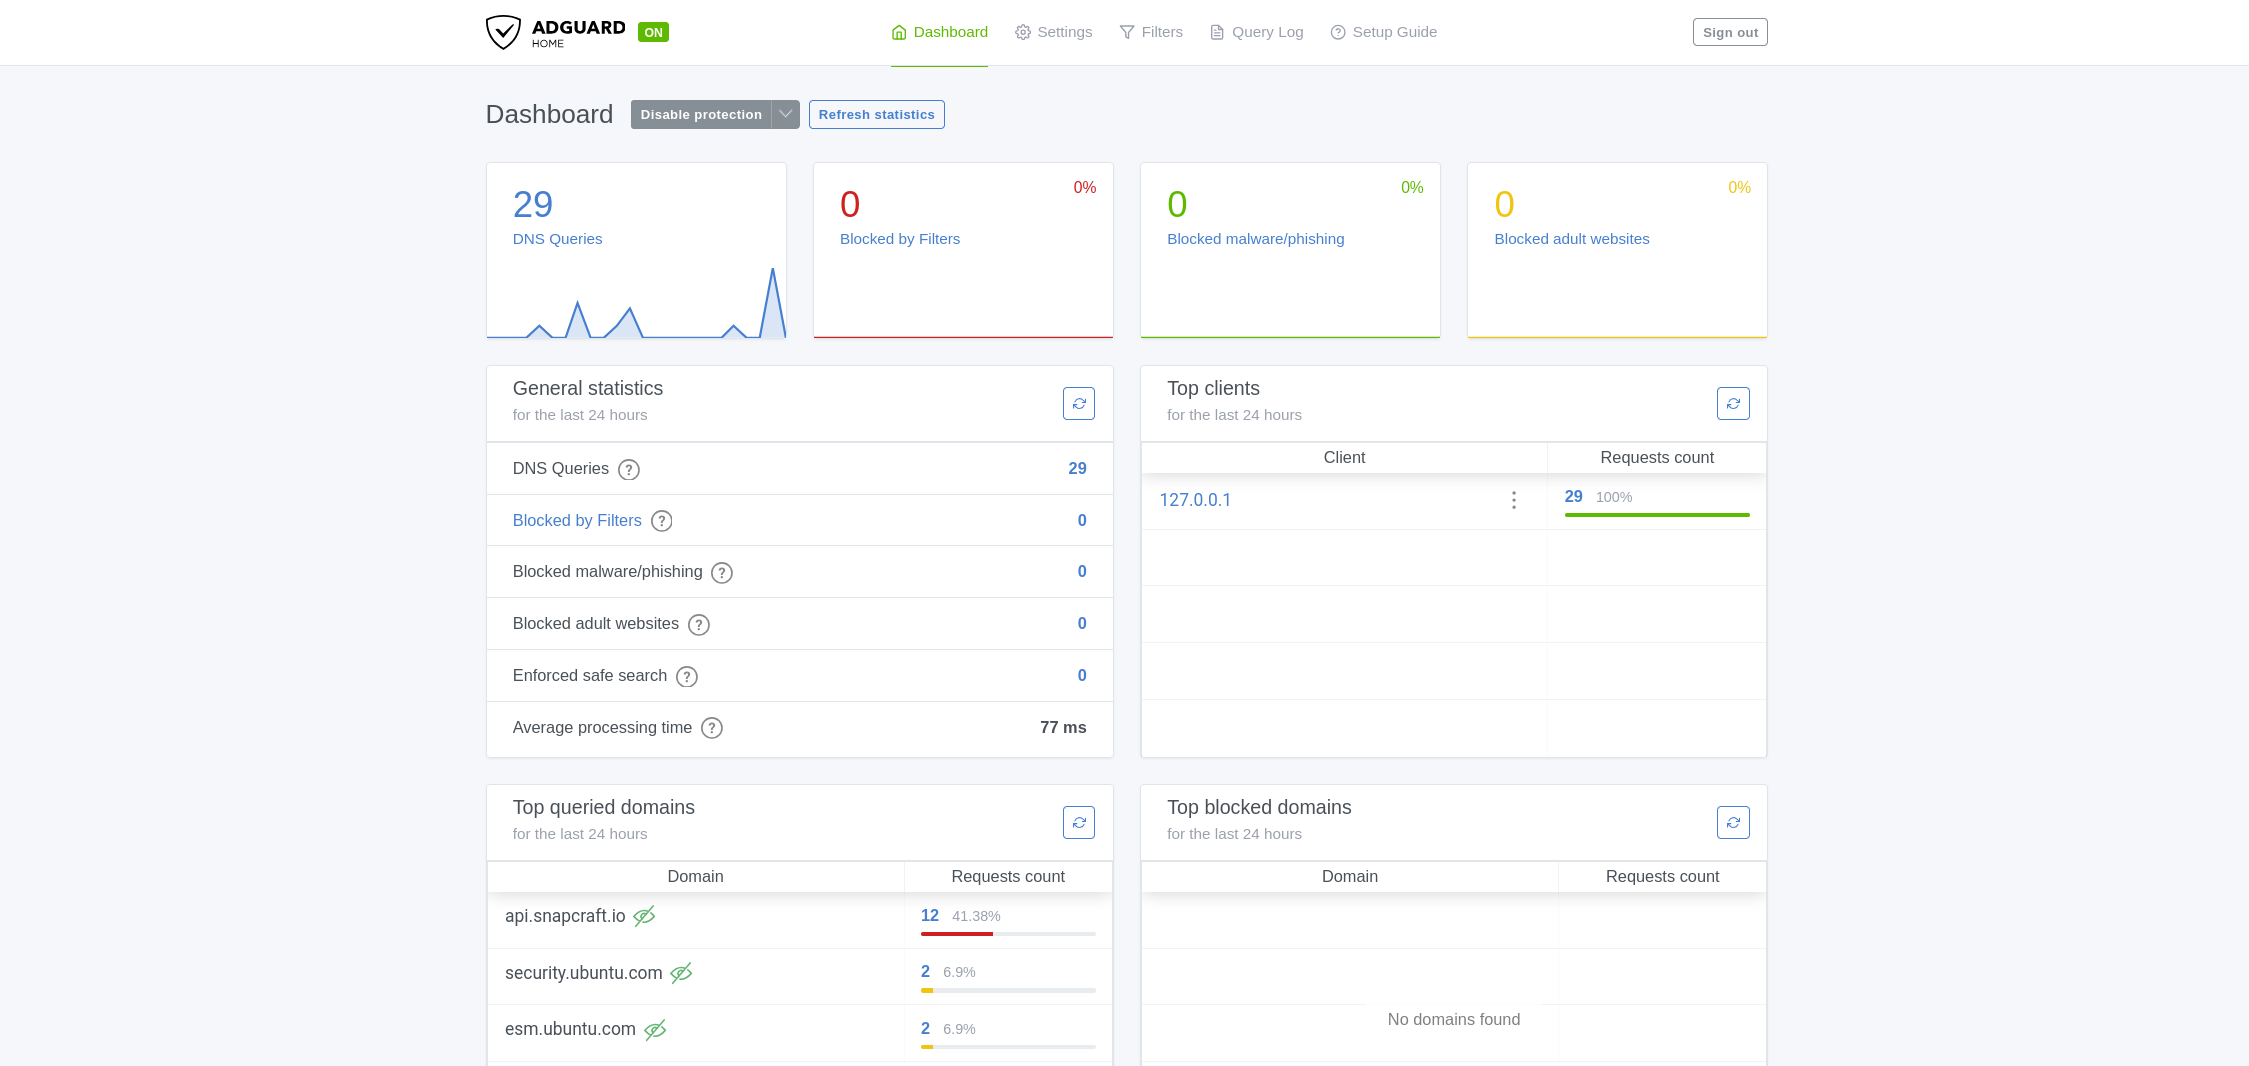 ADGUARD HOME ON Dashboard Settings Filters Query Log Setup Guide Sign out
Dashboard Disable protection Refresh statistics
29
DNS Queries
0 0%
Blocked by Filters
0 0%
Blocked malware/phishing
0 0%
Blocked adult websites
General statistics
for the last 24 hours
DNS Queries ? 29
Blocked by Filters ? 0
Blocked malware/phishing ? 0
Blocked adult websites ? 0
Enforced safe search ? 0
Average processing time ? 77 ms
Top clients
for the last 24 hours
Client Requests count
127.0.0.1 29 100%
Top queried domains
for the last 24 hours
Domain Requests count
api.snapcraft.io 12 41.38%
security.ubuntu.com 2 6.9%
esm.ubuntu.com 2 6.9%
Top blocked domains
for the last 24 hours
Domain Requests count
No domains found